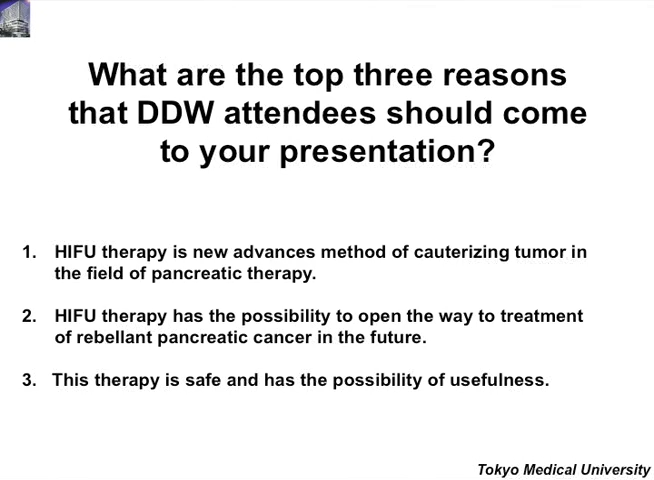 What are the top three reasons
that DDW attendees should come
to your presentation?
1. HIFU therapy is new advances method of cauterizing tumor in
the field of pancreatic therapy.
2. HIFU therapy has the possibility to open the way to treatment
of rebellant pancreatic cancer in the future.
3. This therapy is safe and has the possibility of usefulness.
Tokyo Medical University